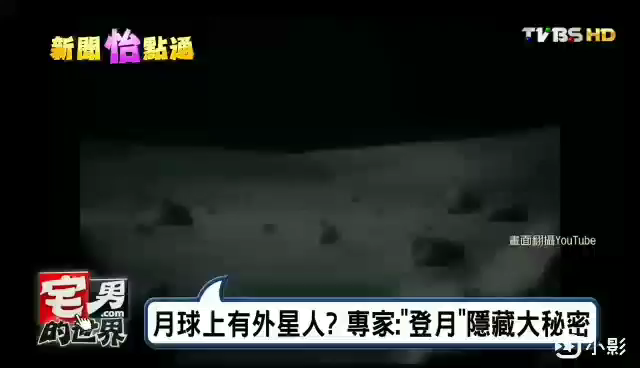 新聞怡點通
TVBS HD
畫面翻攝YouTube
宅男.com
的世界
月球上有外星人? 專家:"登月"隱藏大秘密
小影